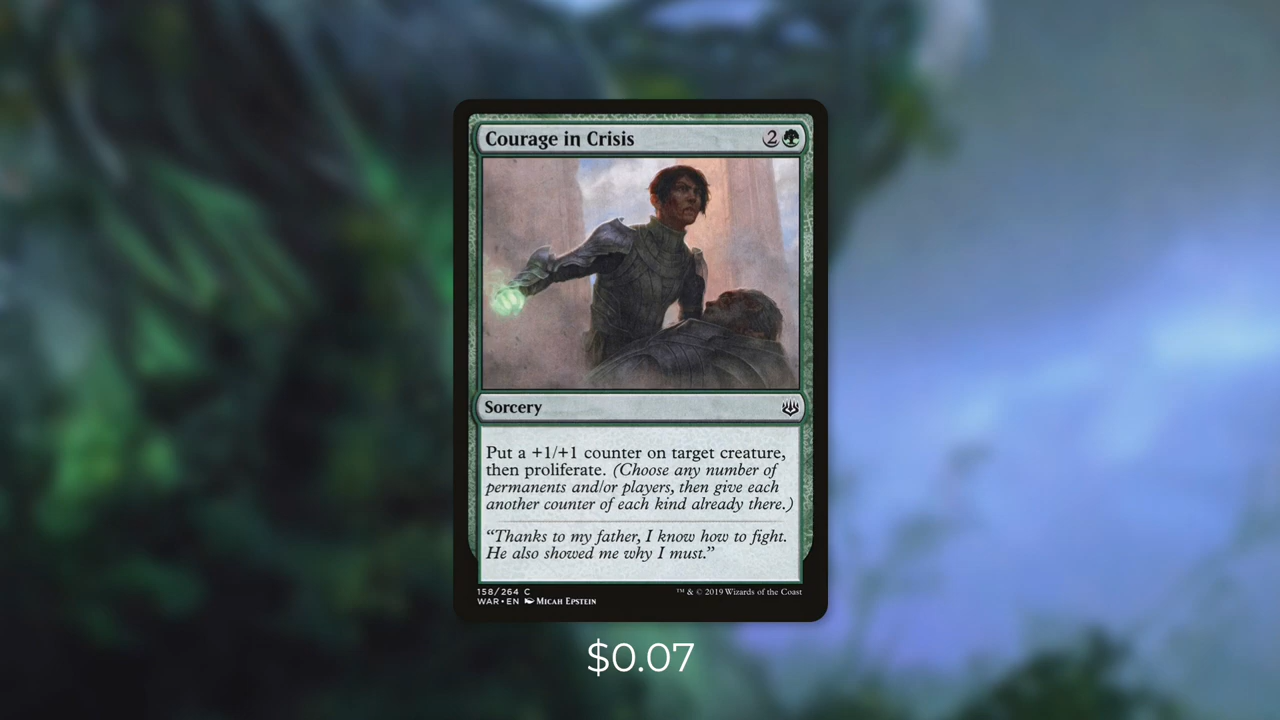 Courage in Crisis 2
Sorcery
Put a +1/+1 counter on target creature,
then proliferate. (Choose any number of
permanents and/or players, then give each
another counter of each kind already there.)
“Thanks to my father, I know how to fight.
He also showed me why I must.”
158/264 C
WAR • EN Micah Epstein
™ & © 2019 Wizards of the Coast
$0.07